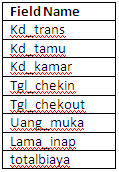 Field Name
Kd_trans
Kd_tamu
Kd_kamar
Tgl_chekin
Tgl_chekout
Uang_muka
Lama_inap
totalbiaya